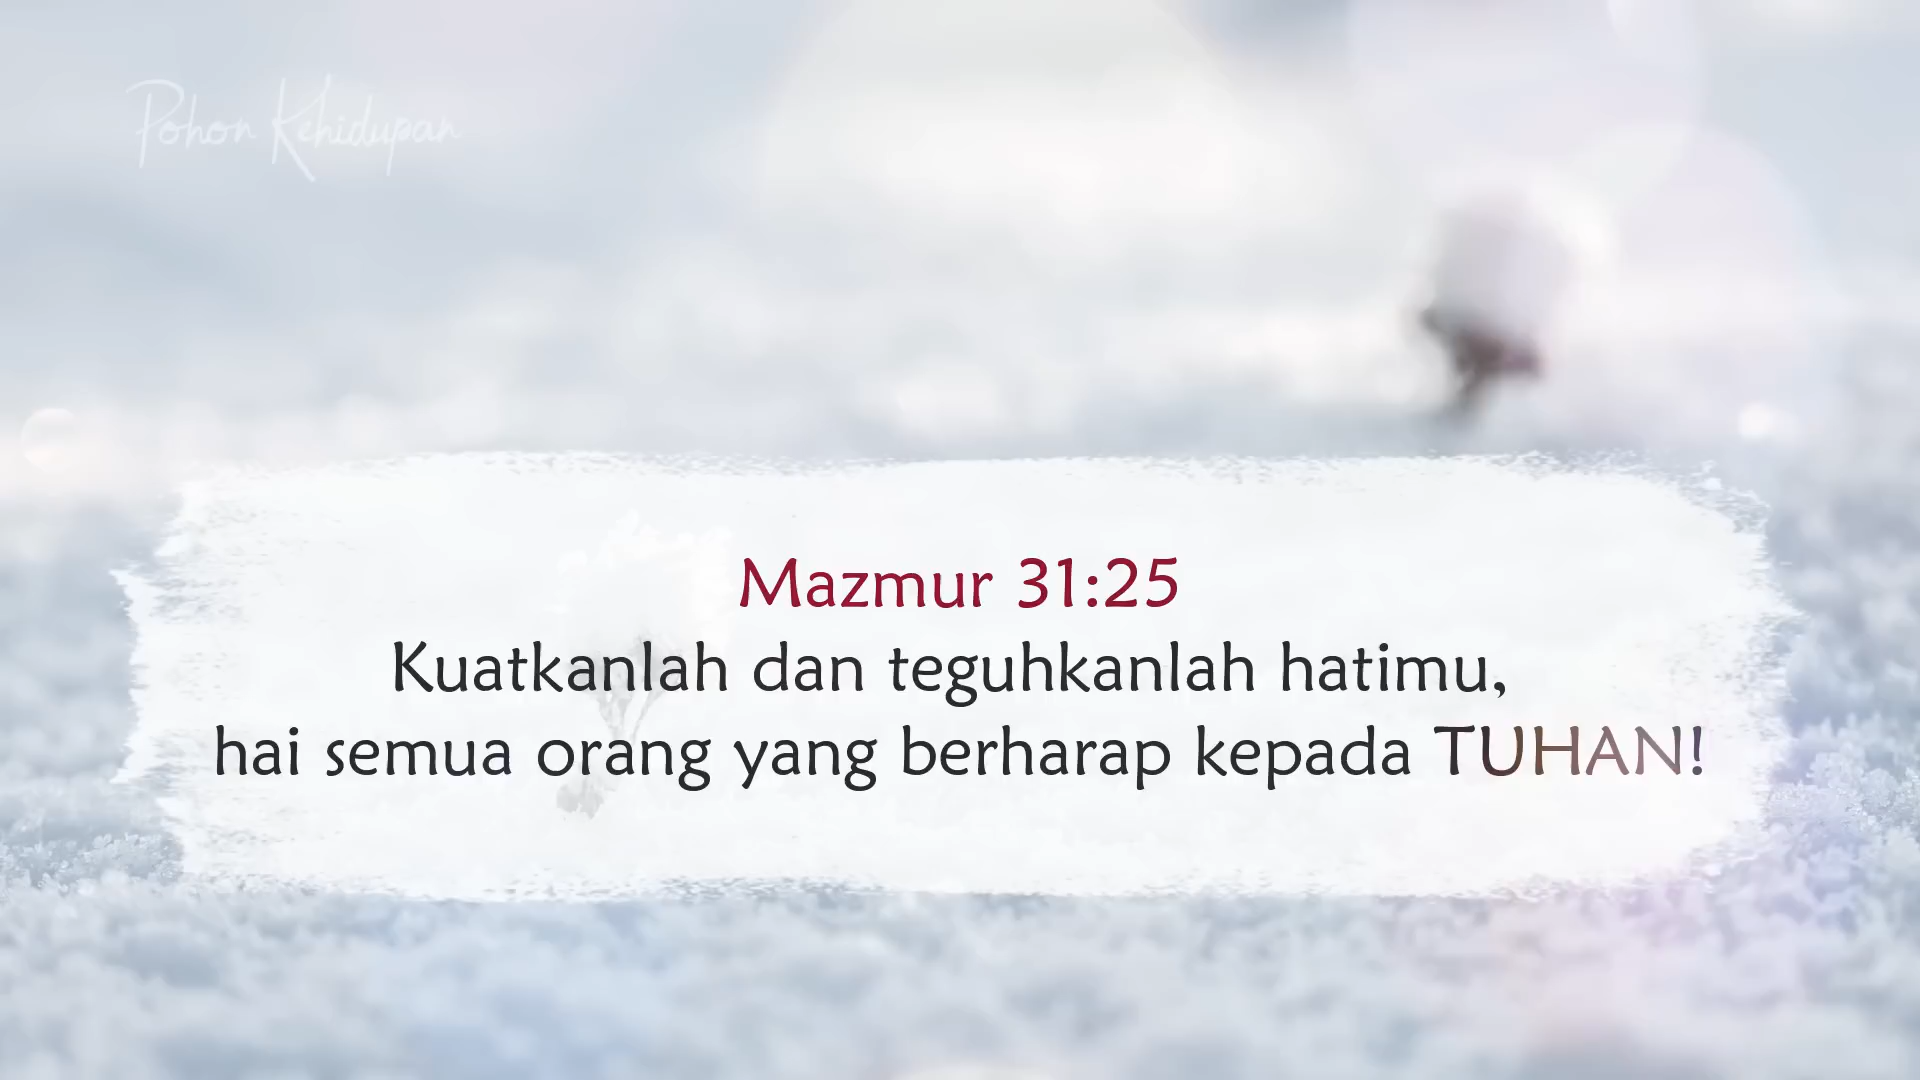 Pohon Kehidupan
Mazmur 31:25
Kuatkanlah dan teguhkanlah hatimu,
hai semua orang yang berharap kepada TUHAN!